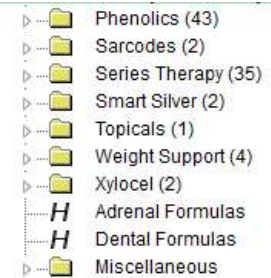 Phenolics (43)
Sarcodes (2)
Series Therapy (35)
Smart Silver (2)
Topicals (1)
Weight Support (4)
Xylocel (2)
H Adrenal Formulas
H Dental Formulas
Miscellaneous